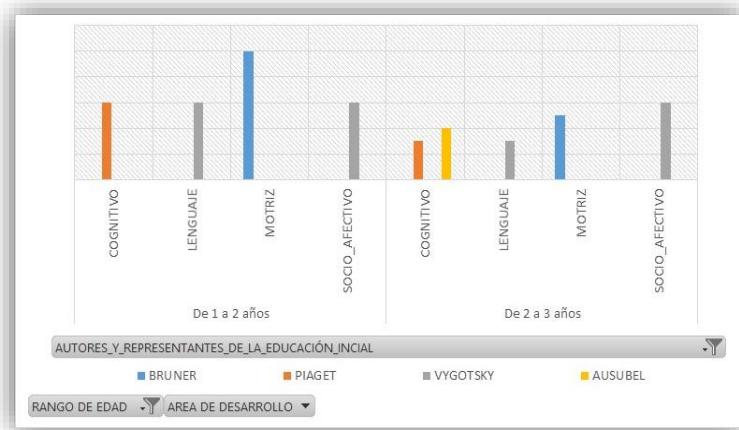 COGNITIVO
LENGUAJE
MOTRIZ
SOCIO_AFECTIVO
COGNITIVO
LENGUAJE
MOTRIZ
SOCIO_AFECTIVO
De 1 a 2 años
De 2 a 3 años
AUTORES_Y_REPRESENTANTES_DE_LA_EDUCACIÓN_INCIAL
BRUNER PIAGET VYGOTSKY AUSUBEL
RANGO DE EDAD AREA DE DESARROLLO